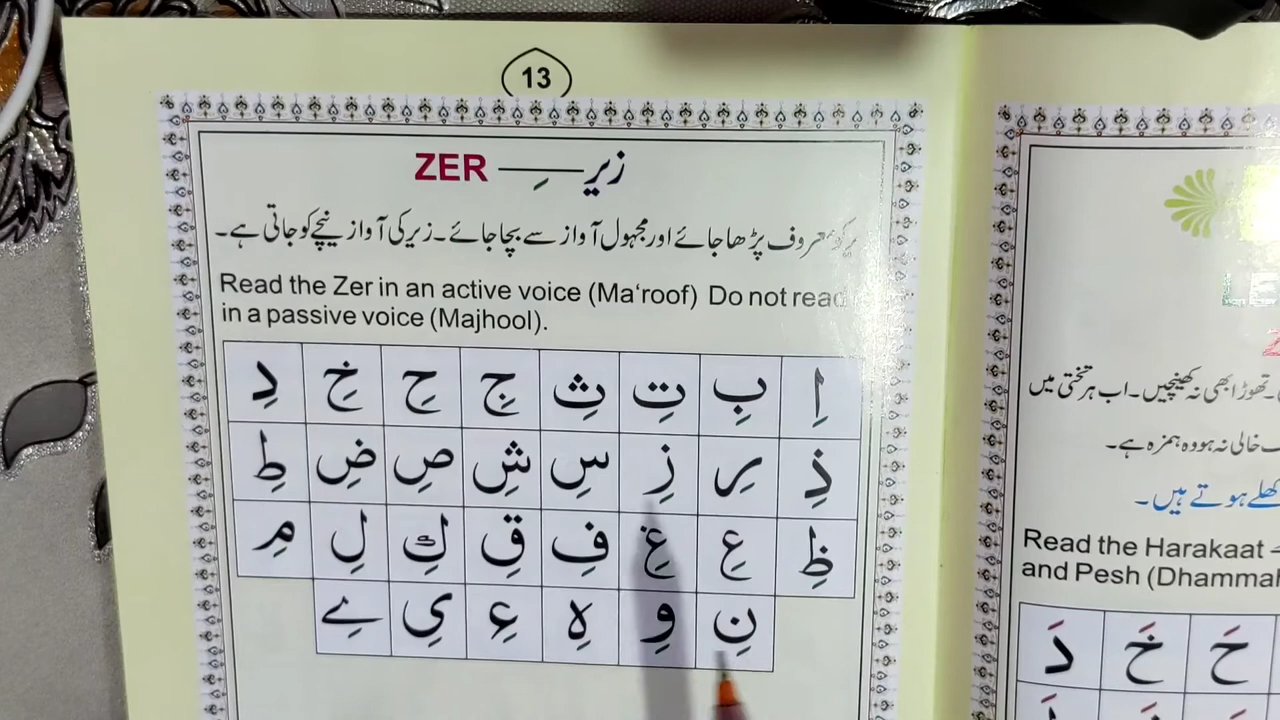 13
ZER ـِـ زیر
کو معروف پڑھا جائے اور مجہول آواز سے بچا جائے۔ زیر کی آواز نیچے کو جاتی ہے۔
Read the Zer in an active voice (Ma‘roof) Do not read
in a passive voice (Majhool).
اِ بِ تِ ثِ جِ حِ خِ دِ
ذِ رِ زِ سِ شِ صِ ضِ طِ
ظِ عِ غِ فِ قِ كِ لِ مِ
نِ وِ هِ ءِ یِ ےِ
تھوڑا بھی نہ کھینچیں۔ اب ہر تختی میں
خالی نہ ہو وہ ہمزہ ہے۔
کھلے ہوتے ہیں۔
Read the Harakaat
and Pesh (Dhammah
حَ خَ دَ